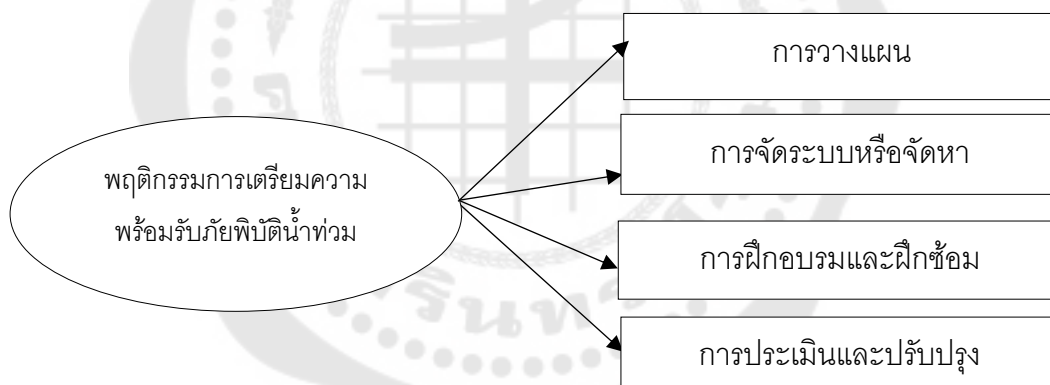 การวางแผน
การจัดระบบหรือจัดหา
พฤติกรรมการเตรียมความ
พร้อมรับภัยพิบัติน้ำท่วม
การฝึกอบรมและฝึกซ้อม
การประเมินและปรับปรุง